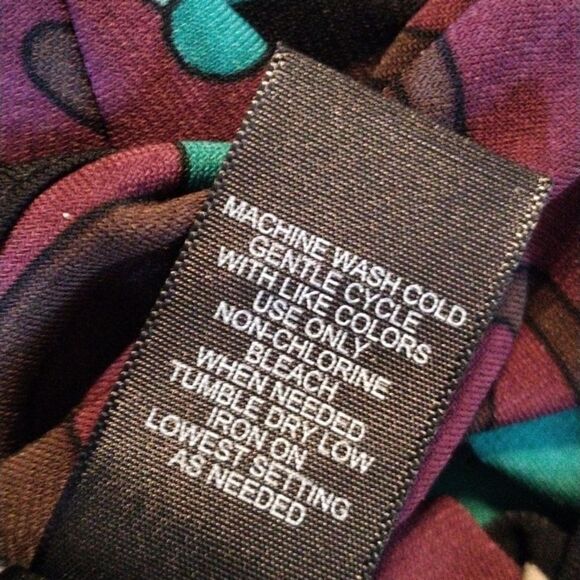 MACHINE WASH COLD
GENTLE CYCLE
WITH LIKE COLORS
USE ONLY
NON-CHLORINE
BLEACH
WHEN NEEDED
TUMBLE DRY LOW
IRON ON
LOWEST SETTING
AS NEEDED